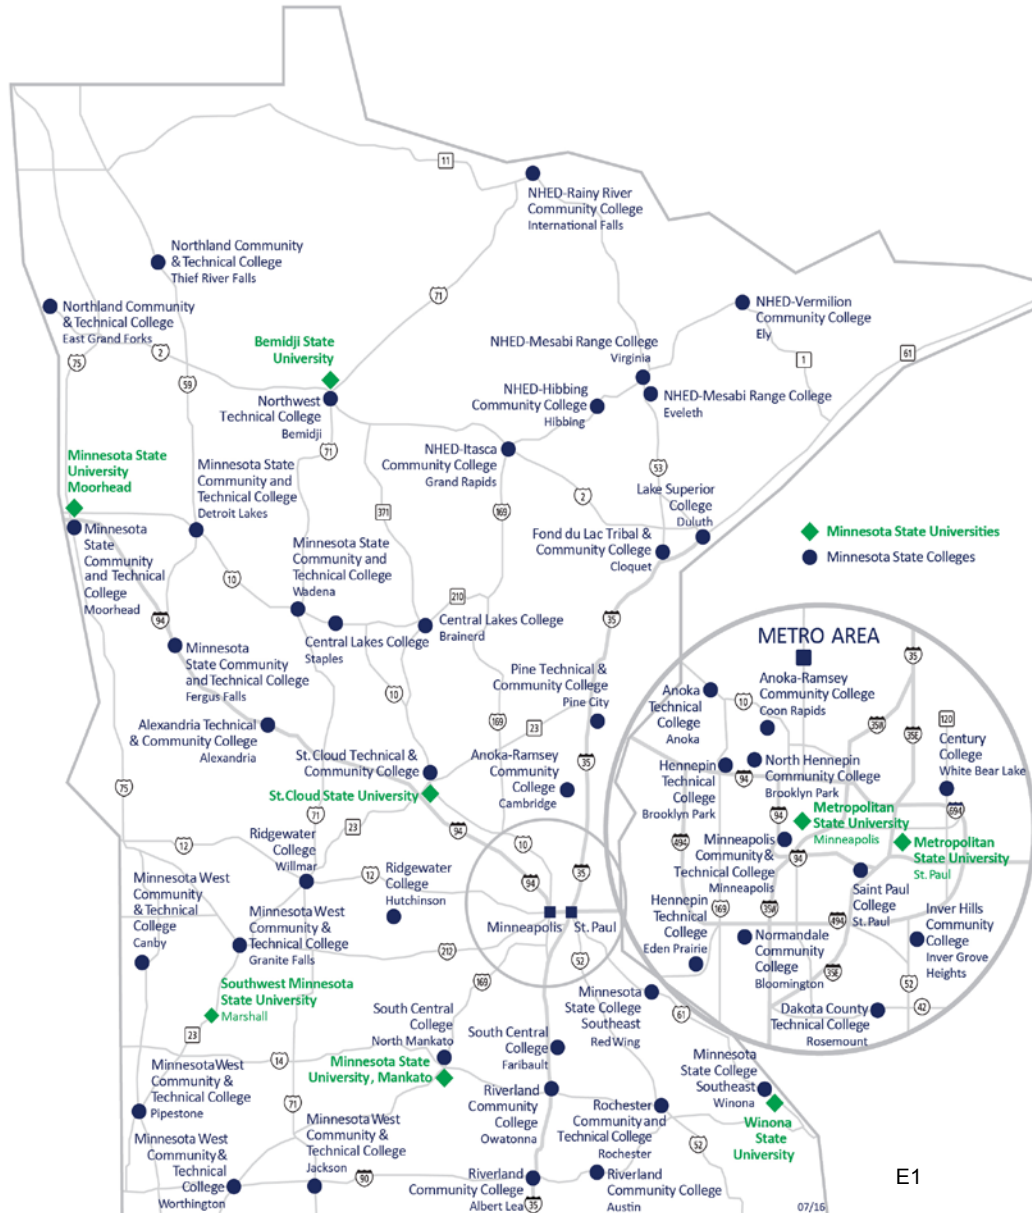 11
NHED-Rainy River
Community College
International Falls
Northland Community
& Technical College
Thief River Falls
71
Northland Community
& Technical College
East Grand Forks
NHED-Vermilion
Community College
Ely
75
2
59
Bemidji State
University
NHED-Mesabi Range College
Virginia
1
61
Northwest
Technical College
Bemidji
NHED-Hibbing
Community College
Hibbing
NHED-Mesabi Range College
Eveleth
71
Minnesota State
University
Moorhead
Minnesota State
Community and
Technical College
Detroit Lakes
NHED-Itasca
Community College
Grand Rapids
53
2
371
169
Lake Superior
College
Duluth
Minnesota
State
Community
and Technical
College
Moorhead
Minnesota State
Community and
Technical College
Wadena
Fond du Lac Tribal &
Community College
Cloquet
Minnesota State Universities
Minnesota State Colleges
10
210
94
35
Central Lakes College
Staples
Central Lakes College
Brainerd
Minnesota
State Community
and Technical College
Fergus Falls
Pine Technical &
Community College
Pine City
10
169
23
Alexandria Technical
& Community College
Alexandria
St. Cloud Technical &
Community College
Anoka-Ramsey
Community
College
Cambridge
35
St.Cloud State University
75
71
23
94
12
10
Ridgewater
College
Willmar
12
Ridgewater
College
Hutchinson
94
35
Minnesota West
Community
& Technical
College
Canby
Minnesota West
Community &
Technical College
Granite Falls
Minneapolis
St. Paul
212
52
169
Southwest Minnesota
State University
Marshall
Minnesota
State College
Southeast
Red Wing
61
23
South Central
College
North Mankato
South Central
College
Faribault
14
Minnesota State
University, Mankato
Minnesota
State College
Southeast
Winona
Minnesota West
Community &
Technical College
Pipestone
71
Riverland
Community
College
Owatonna
Rochester
Community and
Technical College
Rochester
52
Winona
State
University
Minnesota West
Community &
Technical
College
Worthington
Minnesota West
Community &
Technical College
Jackson
90
Riverland
Community College
Albert Lea
35
Riverland
Community College
Austin
METRO AREA
35
Anoka
Technical
College
Anoka
10
Anoka-Ramsey
Community College
Coon Rapids
35W
35E
120
Century
College
White Bear Lake
Hennepin
Technical
College
Brooklyn Park
94
North Hennepin
Community College
Brooklyn Park
694
94
Metropolitan
State University
Minneapolis
494
Minneapolis
Community &
Technical College
Minneapolis
94
Metropolitan
State University
St. Paul
Saint Paul
College
St. Paul
169
35W
494
Hennepin
Technical
College
Eden Prairie
Normandale
Community
College
Bloomington
35E
Inver Hills
Community
College
Inver Grove
Heights
52
42
Dakota County
Technical College
Rosemount
E1
07/16